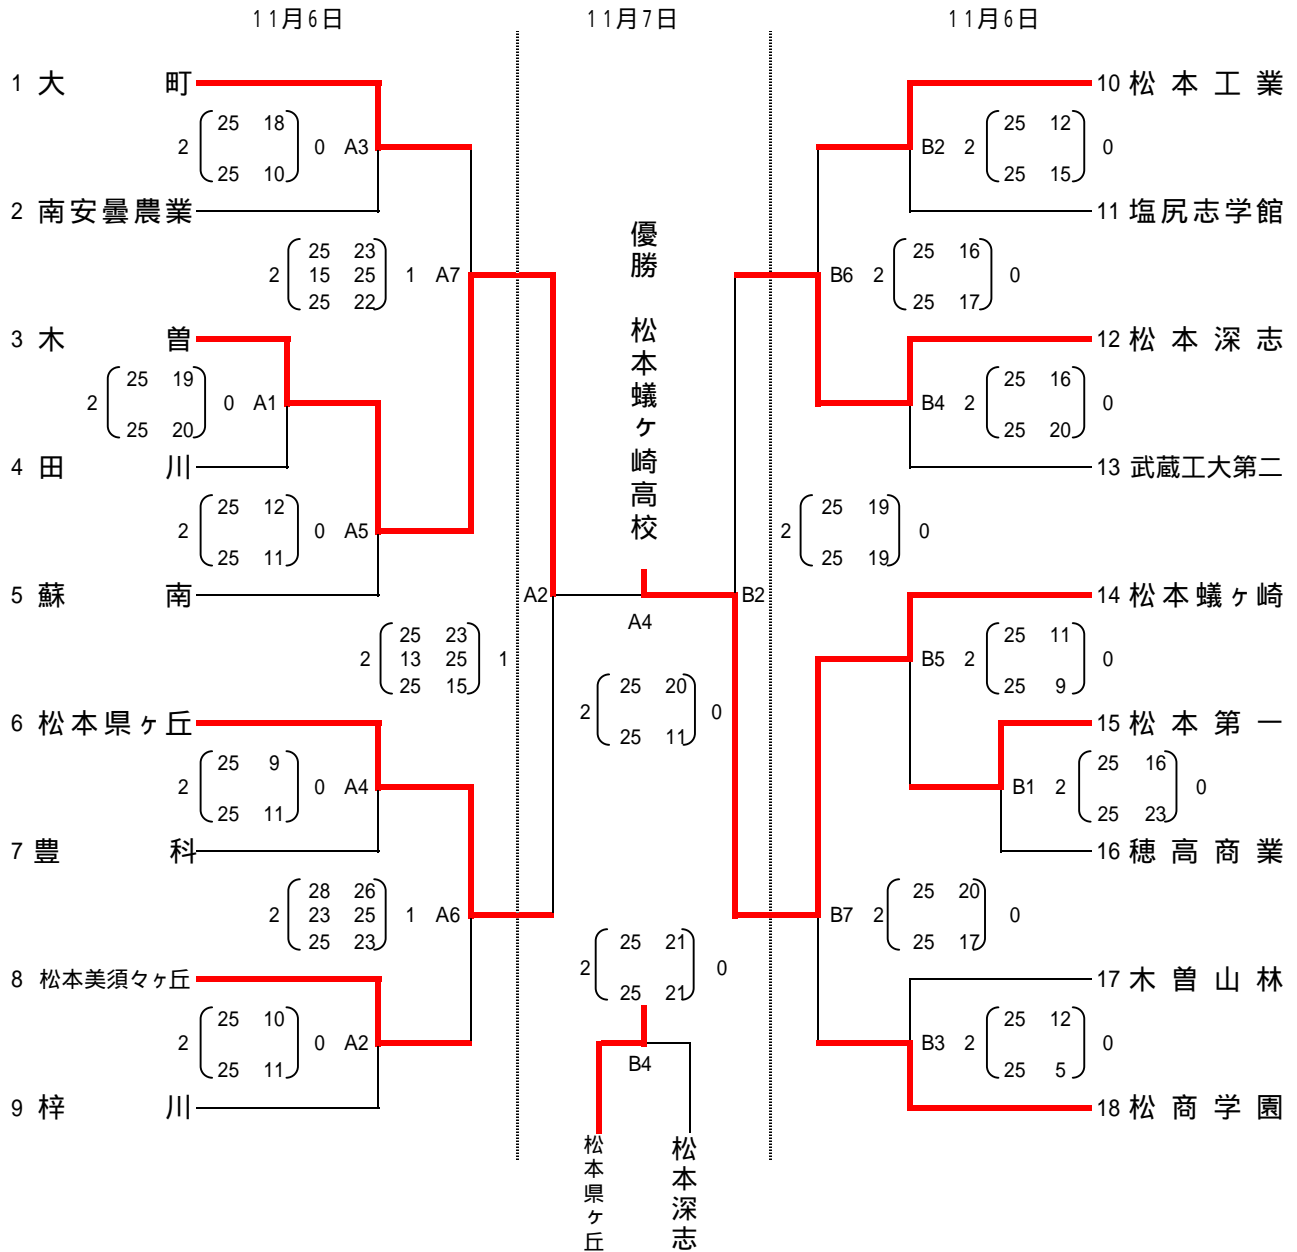 11月6日
11月7日
11月6日
1 大町
25 18
2 0 A3
25 10
2 南安曇農業
25 23
2 15 25 1 A7
25 22
3 木曽
25 19
2 0 A1
25 20
4 田川
25 12
2 0 A5
25 11
5 蘇南
A2
25 23
2 13 25 1
25 15
6 松本県ヶ丘
25 9
2 0 A4
25 11
7 豊科
28 26
2 23 25 1 A6
25 23
8 松本美須々ヶ丘
25 10
2 0 A2
25 11
9 梓川
優勝 松本蟻ヶ崎高校
A4
25 20
2 0
25 11
25 21
2 0
25 21
B4
松本県ヶ丘
松本深志
10 松本工業
25 12
B2 2 0
25 15
11 塩尻志学館
25 16
B6 2 0
25 17
12 松本深志
25 16
B4 2 0
25 20
13 武蔵工大第二
25 19
2 0
25 19
B2
14 松本蟻ヶ崎
25 11
B5 2 0
25 9
15 松本第一
25 16
B1 2 0
25 23
16 穂高商業
25 20
B7 2 0
25 17
17 木曽山林
25 12
B3 2 0
25 5
18 松商学園